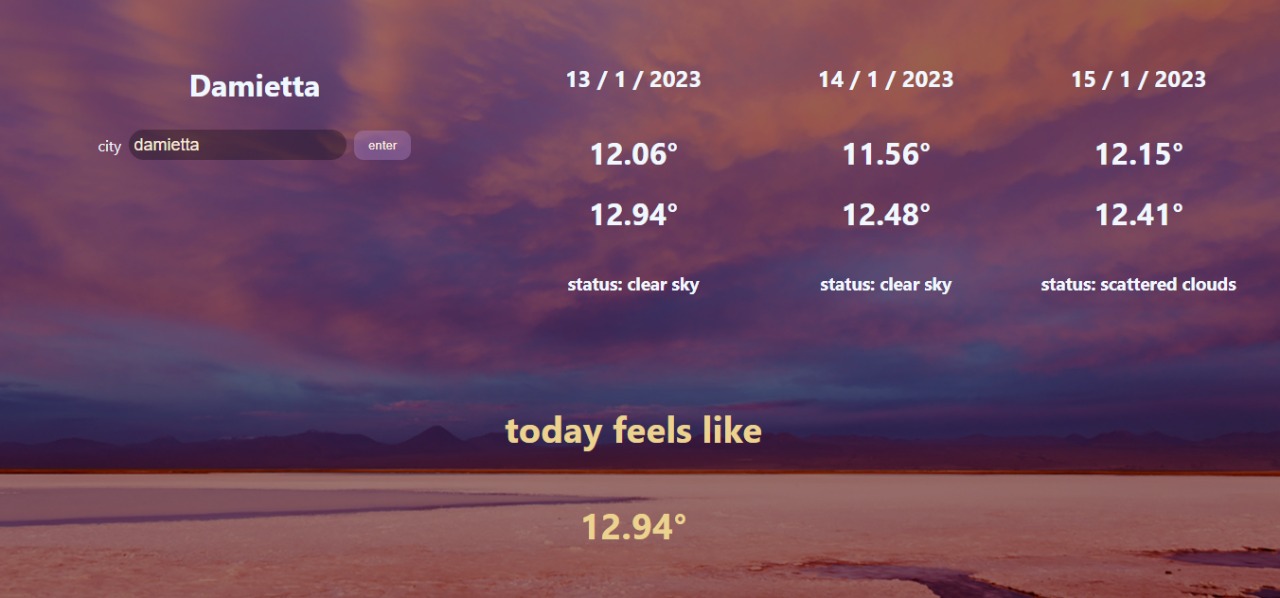 Damietta
city damietta enter
13 / 1 / 2023
12.06°
12.94°
status: clear sky
14 / 1 / 2023
11.56°
12.48°
status: clear sky
15 / 1 / 2023
12.15°
12.41°
status: scattered clouds
today feels like
12.94°